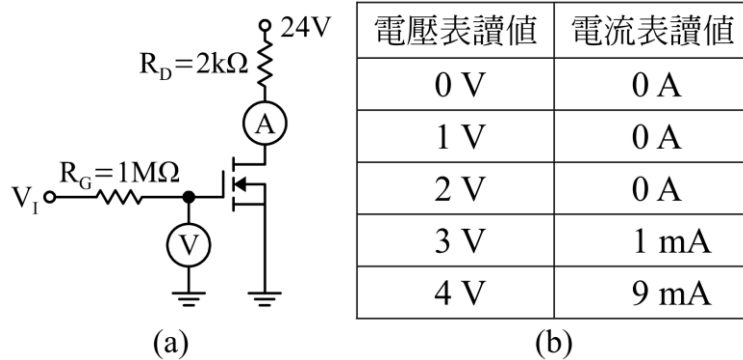 24V
R_D=2kΩ
A
R_G=1MΩ
V_I
V
(a)
電壓表讀值 電流表讀值
0 V 0 A
1 V 0 A
2 V 0 A
3 V 1 mA
4 V 9 mA
(b)